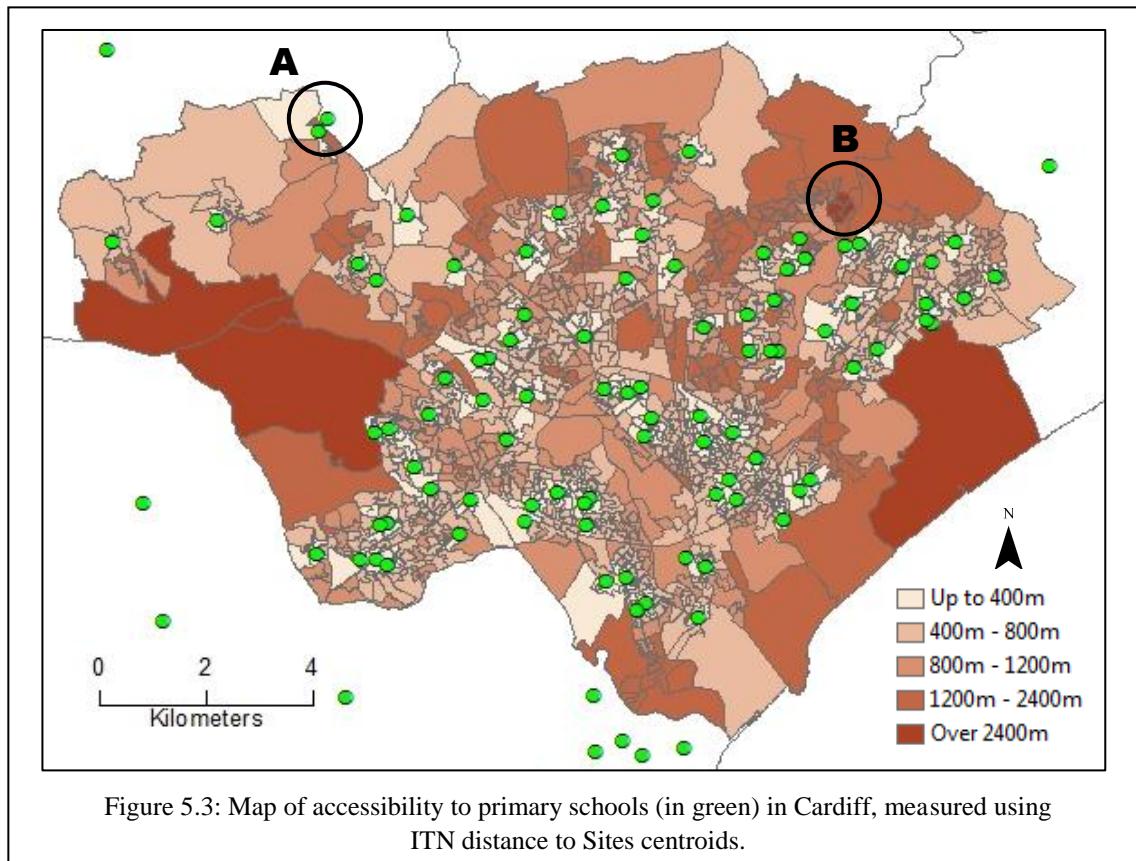 A
B
N
Up to 400m
400m - 800m
800m - 1200m
1200m - 2400m
Over 2400m
0 2 4
Kilometers
Figure 5.3: Map of accessibility to primary schools (in green) in Cardiff, measured using
ITN distance to Sites centroids.